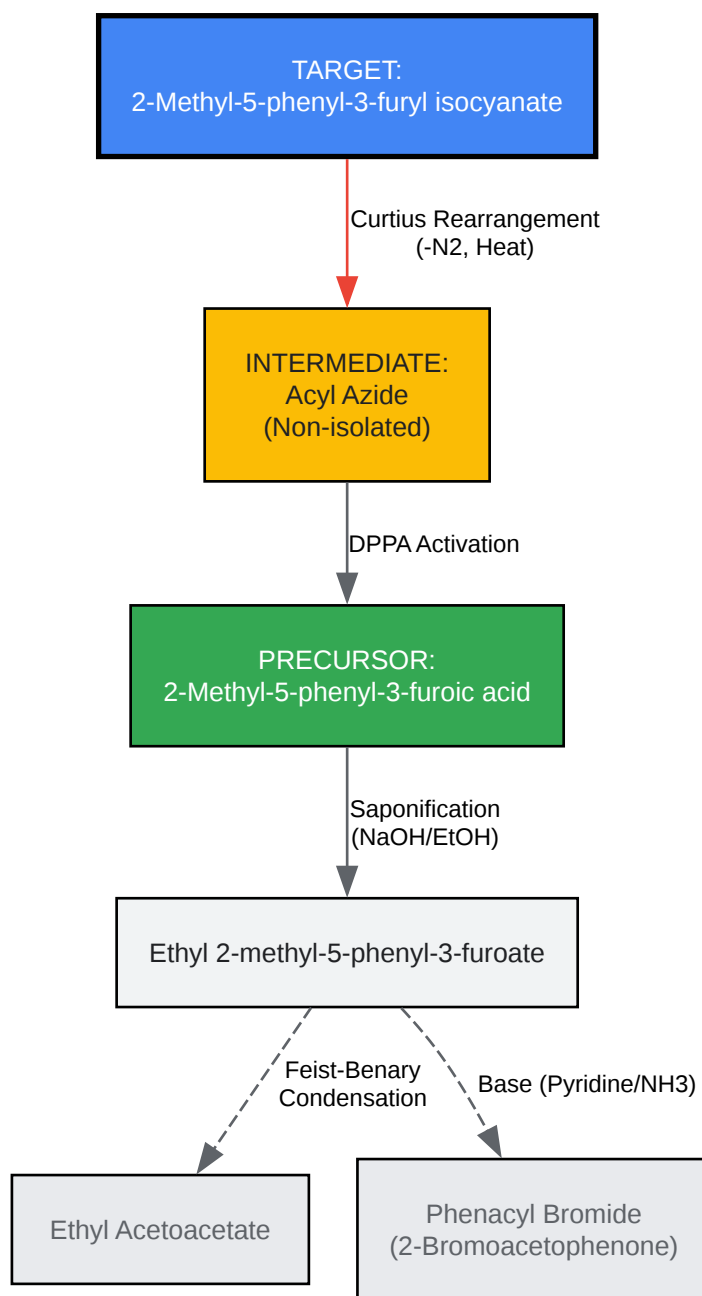 TARGET:
2-Methyl-5-phenyl-3-furyl isocyanate
Curtius Rearrangement
(-N2, Heat)
INTERMEDIATE:
Acyl Azide
(Non-isolated)
DPPA Activation
PRECURSOR:
2-Methyl-5-phenyl-3-furoic acid
Saponification
(NaOH/EtOH)
Ethyl 2-methyl-5-phenyl-3-furoate
Feist-Benary
Condensation
Base (Pyridine/NH3)
Ethyl Acetoacetate
Phenacyl Bromide
(2-Bromoacetophenone)